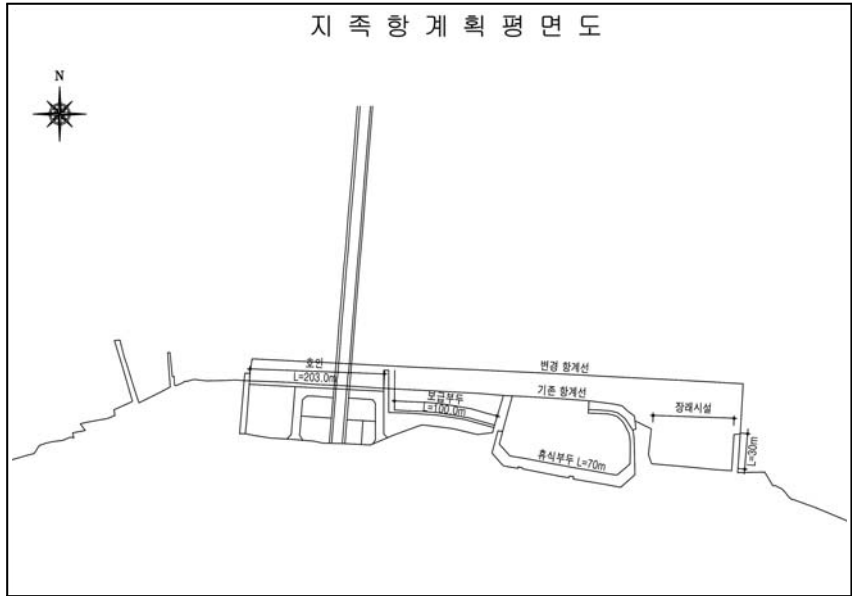 지 족 항 계 획 평 면 도
N
호안
L=203.0m
변경 항계선
보급부두
L=100.0m
기존 항계선
장래시설
휴식부두 L=70m
L=30m